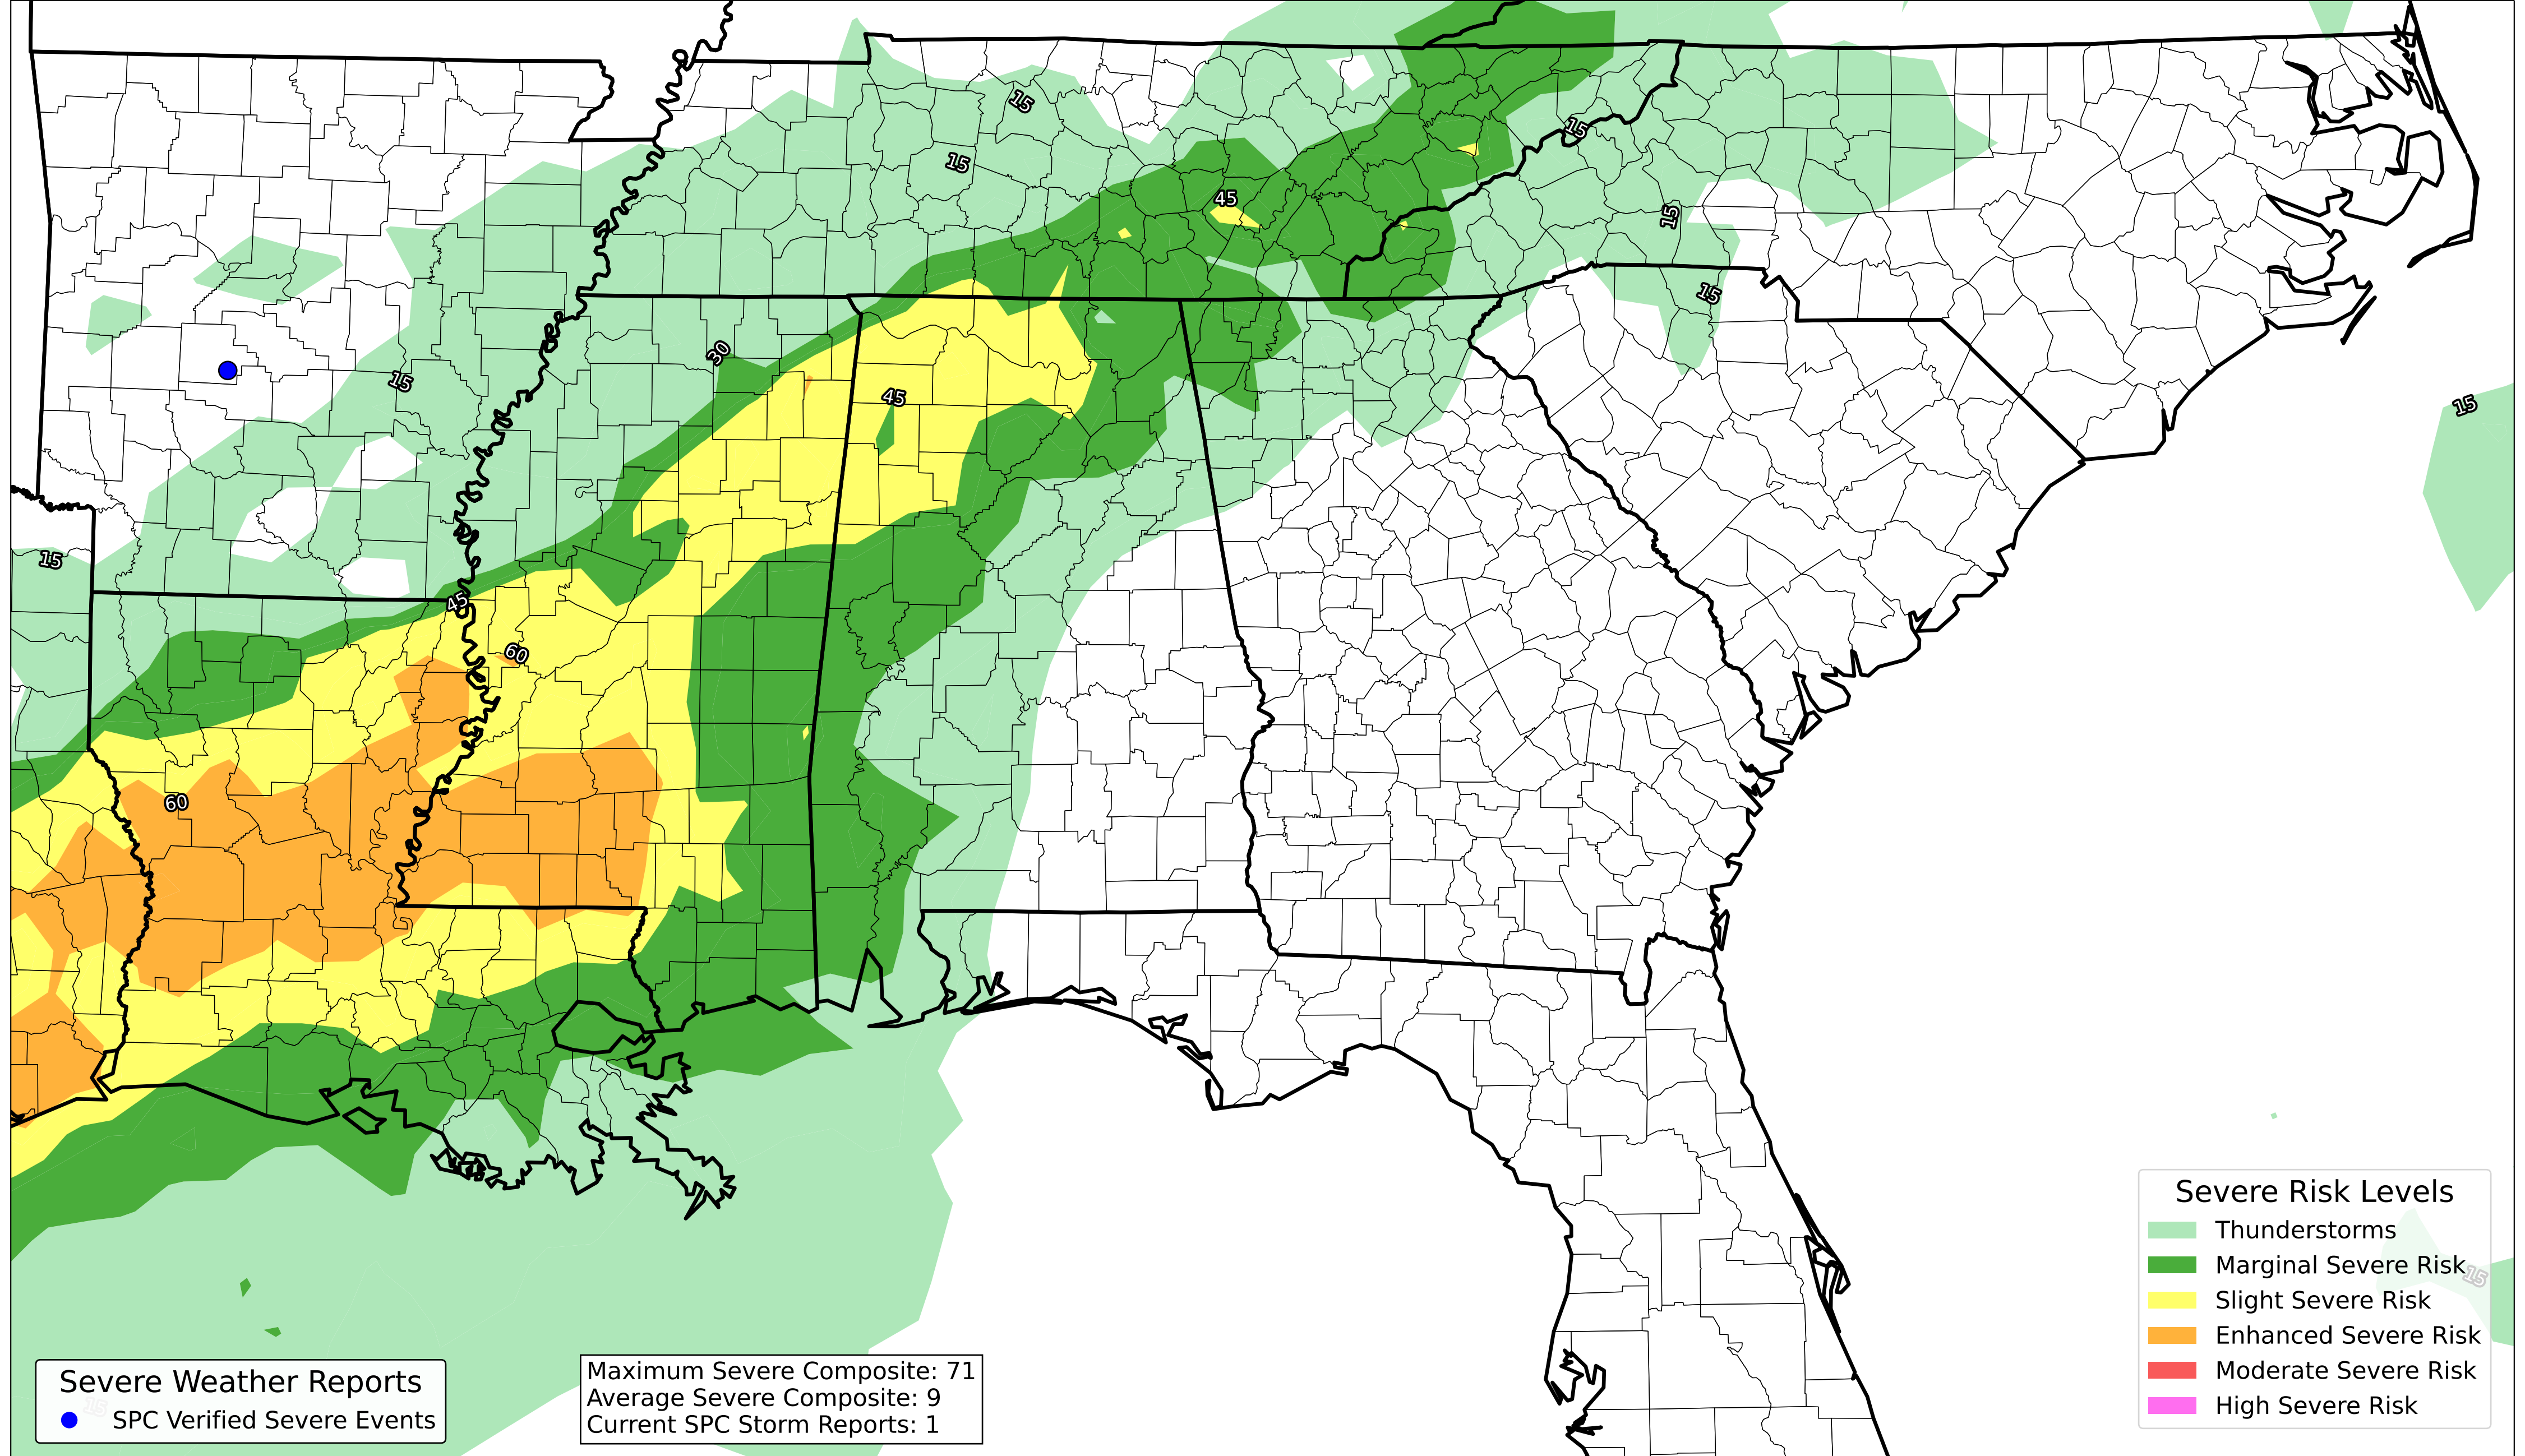 15
15
15
45
15
15
30
15
45
15
15
45
60
60
Severe Risk Levels
Thunderstorms
Marginal Severe Risk
15
Slight Severe Risk
Enhanced Severe Risk
Moderate Severe Risk
High Severe Risk
Severe Weather Reports
15
SPC Verified Severe Events
Maximum Severe Composite: 71
Average Severe Composite: 9
Current SPC Storm Reports: 1